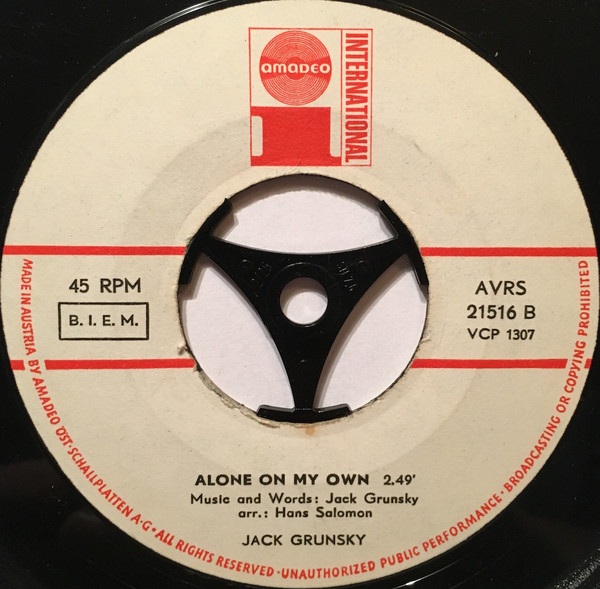 amadeo
INTERNATIONAL
45 RPM
B. I. E. M.
AVRS
21516 B
VCP 1307
ALONE ON MY OWN 2.49'
Music and Words: Jack Grunsky
arr.: Hans Salomon
JACK GRUNSKY
MADE IN AUSTRIA BY AMADEO ÖST. SCHALLPLATTEN A·G • ALL RIGHTS RESERVED · UNAUTHORIZED PUBLIC PERFORMANCE · BROADCASTING OR COPYING PROHIBITED